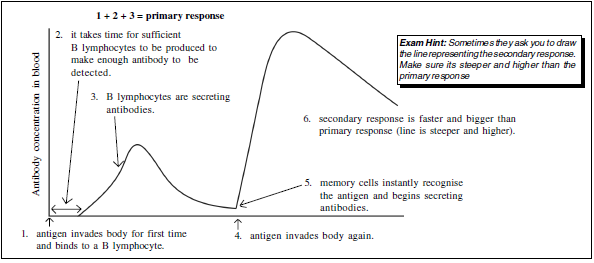 1 + 2 + 3 = primary response
2. it takes time for sufficient
B lymphocytes to be produced to
make enough antibody to be
detected.
Exam Hint: Sometimes they ask you to draw
the line representing the secondary response.
Make sure its steeper and higher than the
primary response
Antibody concentration in blood
3. B lymphocytes are secreting
antibodies.
6. secondary response is faster and bigger than
primary response (line is steeper and higher).
5. memory cells instantly recognise
the antigen and begins secreting
antibodies.
1. antigen invades body for first time
and binds to a B lymphocyte.
4. antigen invades body again.